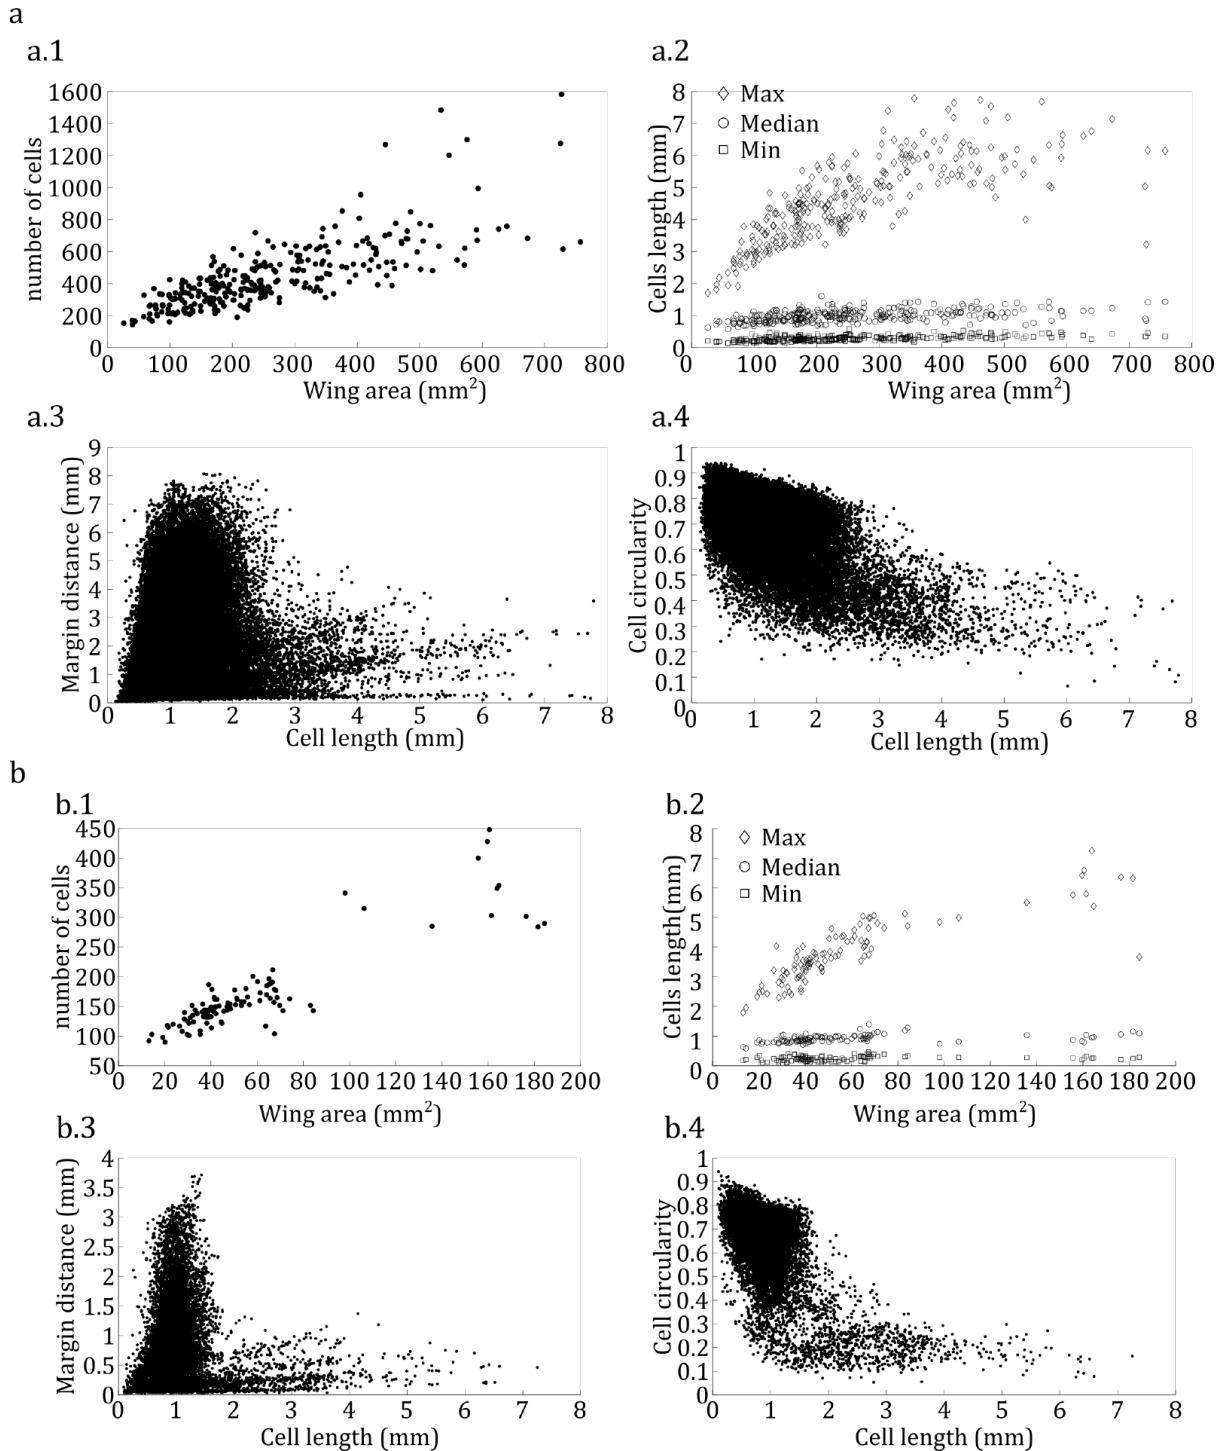 a
a.1
a.2
1600
1400
1200
1000
800
600
400
200
0
number of cells
0 100 200 300 400 500 600 700 800
Wing area (mm²)
8
7
6
5
4
3
2
1
0
Cells length (mm)
Max
Median
Min
0 100 200 300 400 500 600 700 800
Wing area (mm²)
a.3
a.4
9
8
7
6
5
4
3
2
1
0
Margin distance (mm)
0 1 2 3 4 5 6 7 8
Cell length (mm)
1
0.9
0.8
0.7
0.6
0.5
0.4
0.3
0.2
0.1
0
Cell circularity
1 2 3 4 5 6 7 8
Cell length (mm)
b
b.1
b.2
450
400
350
300
250
200
150
100
50
number of cells
0 20 40 60 80 100 120 140 160 180 200
Wing area (mm²)
8
7
6
5
4
3
2
1
0
Cells length(mm)
Max
Median
Min
0 20 40 60 80 100 120 140 160 180 200
Wing area (mm²)
b.3
b.4
4
3.5
3
2.5
2
1.5
1
0.5
0
Margin distance (mm)
0 1 2 3 4 5 6 7 8
Cell length (mm)
1
0.9
0.8
0.7
0.6
0.5
0.4
0.3
0.2
0.1
Cell circularity
0 1 2 3 4 5 6 7 8
Cell length (mm)